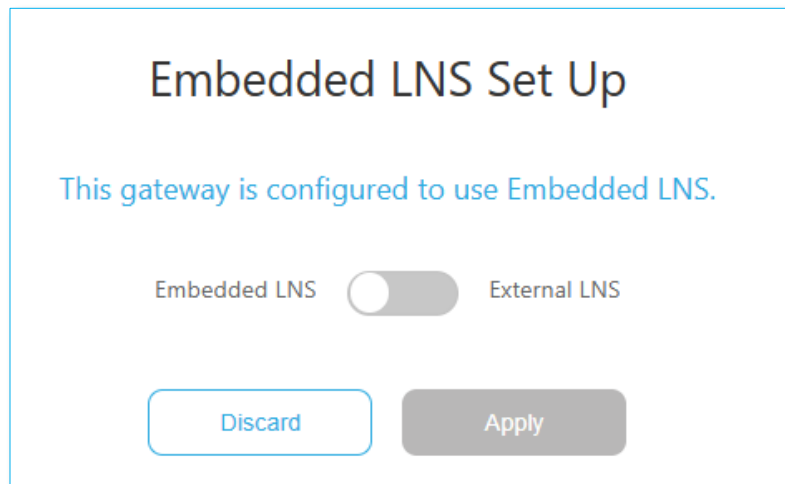 Embedded LNS Set Up
This gateway is configured to use Embedded LNS.
Embedded LNS External LNS
Discard Apply